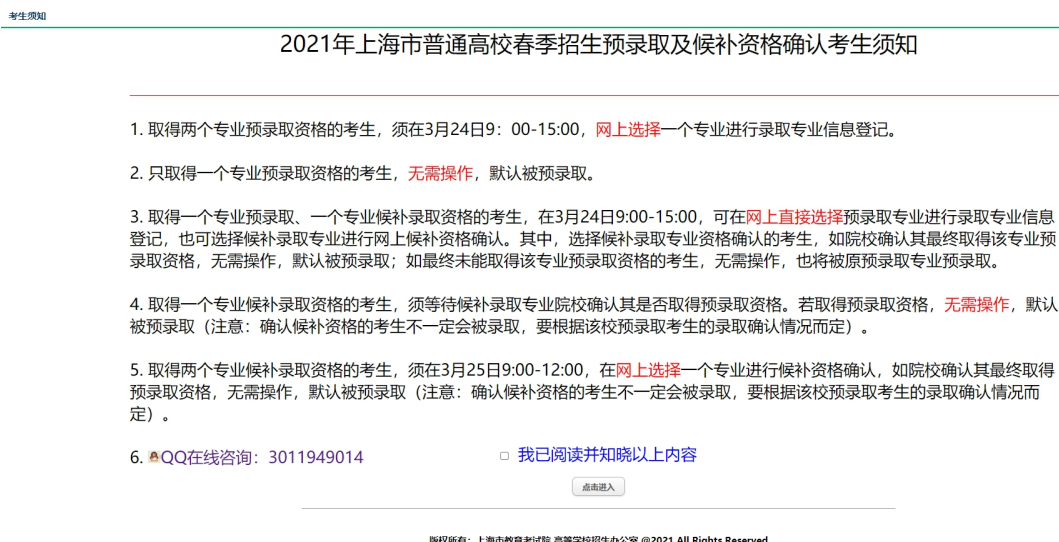 考生须知
2021年上海市普通高校春季招生预录取及候补资格确认考生须知
1. 取得两个专业预录取资格的考生，须在3月24日9：00-15:00，网上选择一个专业进行录取专业信息登记。
2. 只取得一个专业预录取资格的考生，无需操作，默认被预录取。
3. 取得一个专业预录取、一个专业候补录取资格的考生，在3月24日9:00-15:00，可在网上直接选择预录取专业进行录取专业信息
登记，也可选择候补录取专业进行网上候补资格确认。其中，选择候补录取专业资格确认的考生，如院校确认其最终取得该专业预
录取资格，无需操作，默认被预录取；如最终未能取得该专业预录取资格的考生，无需操作，也将被原预录取专业预录取。
4. 取得一个专业候补录取资格的考生，须等待候补录取专业院校确认其是否取得预录取资格。若取得预录取资格，无需操作，默认
被预录取（注意：确认候补资格的考生不一定会被录取，要根据该校预录取考生的录取确认情况而定）。
5. 取得两个专业候补录取资格的考生，须在3月25日9:00-12:00，在网上选择一个专业进行候补资格确认，如院校确认其最终取得
预录取资格，无需操作，默认被预录取（注意：确认候补资格的考生不一定会被录取，要根据该校预录取考生的录取确认情况而
定）。
6. QQ在线咨询：3011949014
我已阅读并知晓以上内容
点击进入
版权所有：上海市教育考试院 高等学校招生办公室 @2021 All Rights Reserved